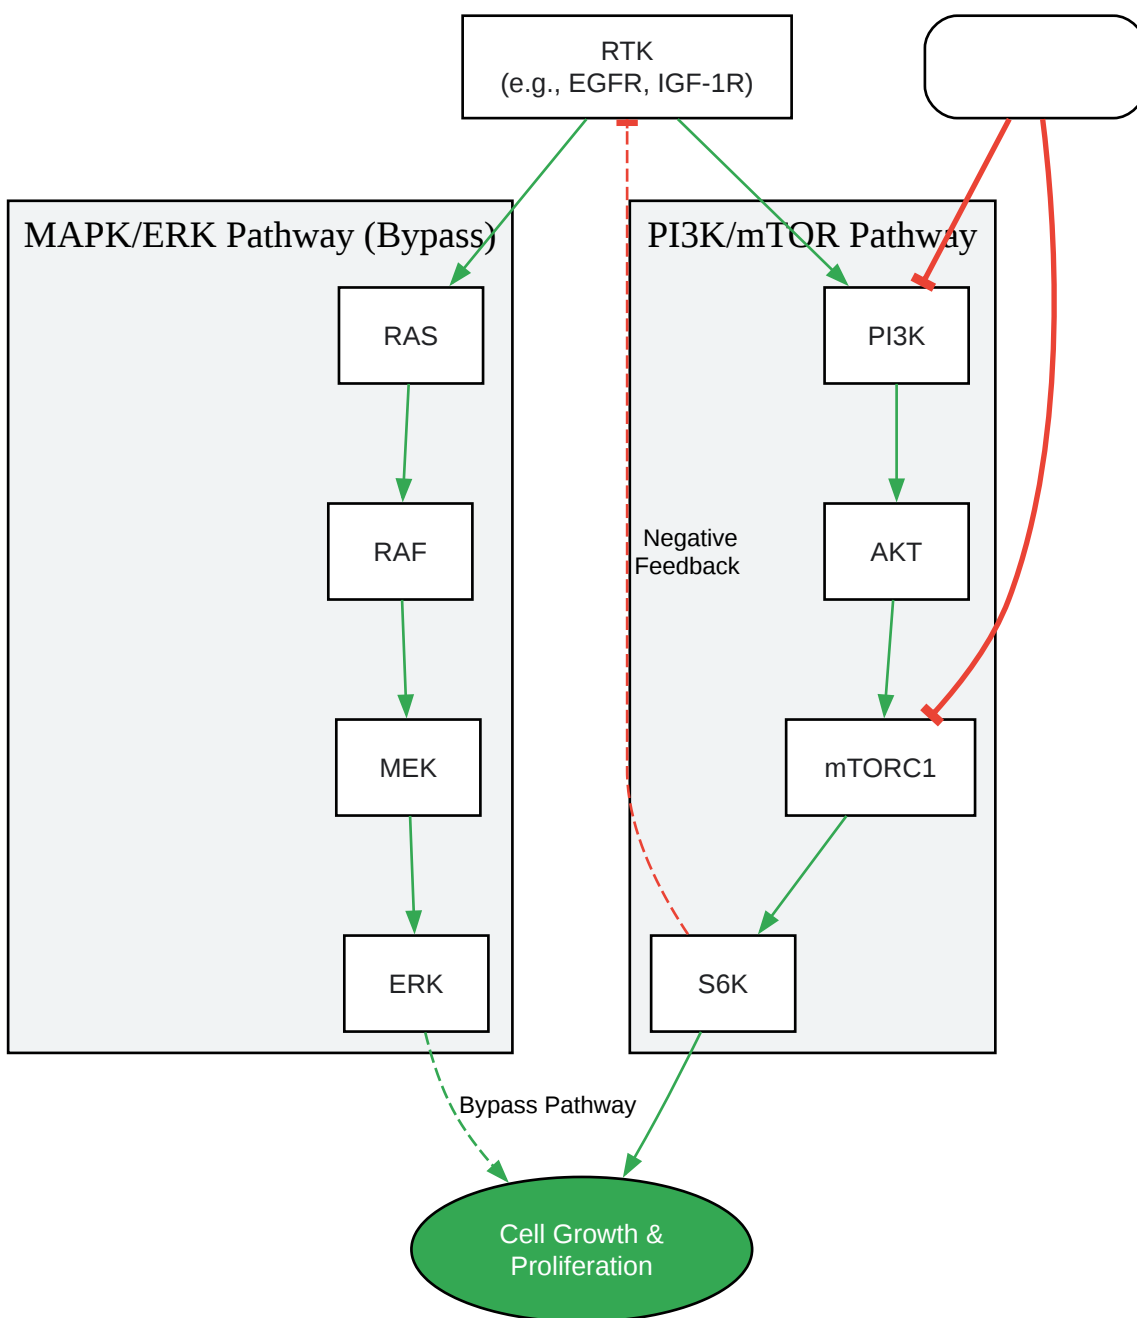 RTK
(e.g., EGFR, IGF-1R)
MAPK/ERK Pathway (Bypass)
PI3K/mTOR Pathway
RAS
PI3K
RAF
Negative
Feedback
AKT
MEK
mTORC1
ERK
S6K
Bypass Pathway
Cell Growth &
Proliferation